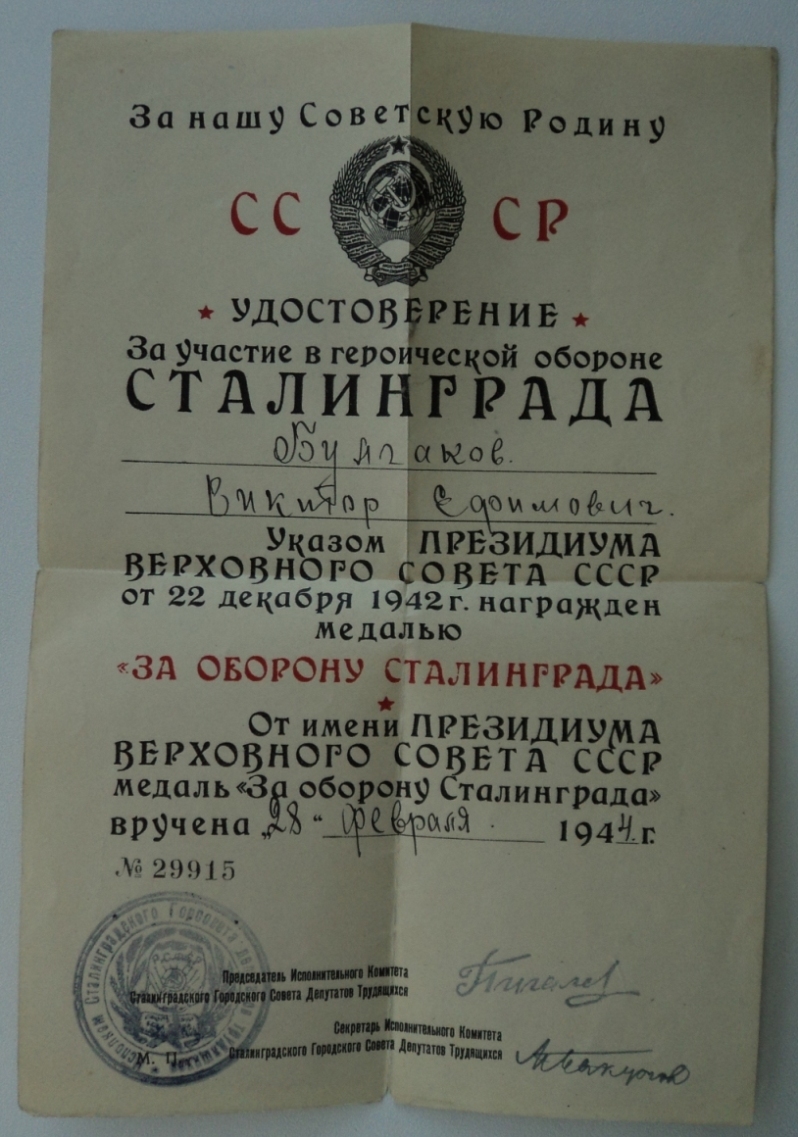 За нашу Советскую Родину
СС СР
УДОСТОВЕРЕНИЕ
За участие в героической обороне
СТАЛИНГРАДА
Булгаков.
Виктор Ефимович.
Указом ПРЕЗИДИУМА
ВЕРХОВНОГО СОВЕТА СССР
от 22 декабря 1942 г. награжден
медалью
«ЗА ОБОРОНУ СТАЛИНГРАДА»
От имени ПРЕЗИДИУМА
ВЕРХОВНОГО СОВЕТА СССР
медаль «За оборону Сталинграда»
вручена „28“ февраля. 1944 г.
№ 29915
Председатель Исполнительного Комитета
Сталинградского Городского Совета Депутатов Трудящихся
Пигалев
Секретарь Исполнительного Комитета
Сталинградского Городского Совета Депутатов Трудящихся
М. П.